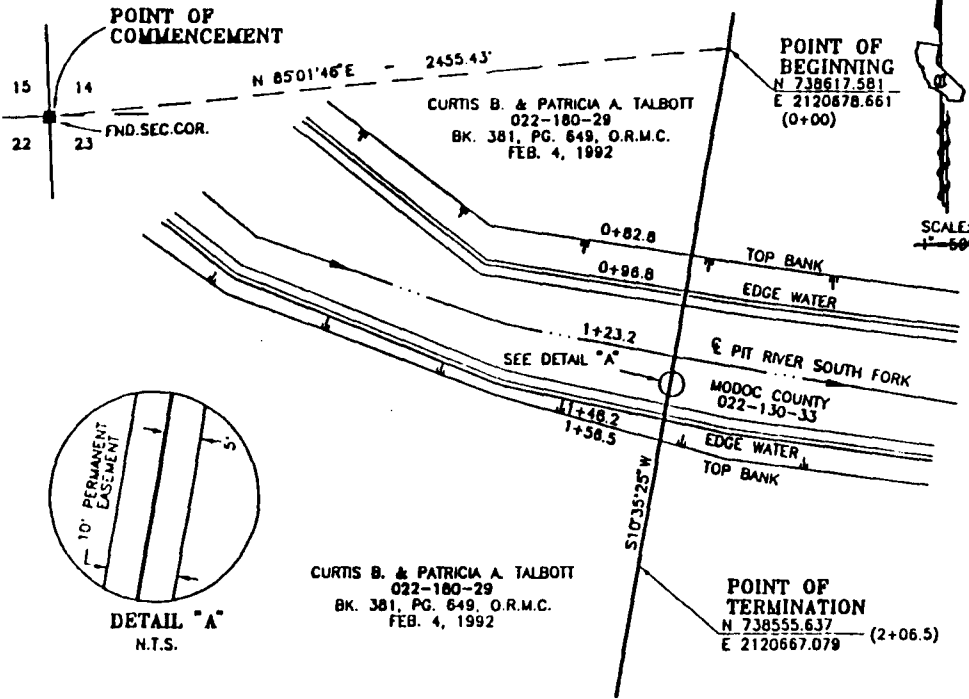 POINT OF
COMMENCEMENT
15 14
22 23
FND.SEC.COR.
N 85°01'46" E - 2455.43'
CURTIS B. & PATRICIA A. TALBOTT
022-180-29
BK. 381, PG. 649, O.R.M.C.
FEB. 4, 1992
POINT OF
BEGINNING
N 738617.581
E 2120678.661
(0+00)
SCALE:
0+82.8
TOP BANK
0+96.8
EDGE WATER
1+23.2
℄ PIT RIVER SOUTH FORK
SEE DETAIL "A"
MODOC COUNTY
022-130-33
1+48.2
1+56.5
EDGE WATER
TOP BANK
S10°35'25"W
10' PERMANENT
EASEMENT
5'
DETAIL "A"
N.T.S.
CURTIS B. & PATRICIA A. TALBOTT
022-180-29
BK. 381, PG. 649, O.R.M.C.
FEB. 4, 1992
POINT OF
TERMINATION
N 738555.637
E 2120667.079
(2+06.5)